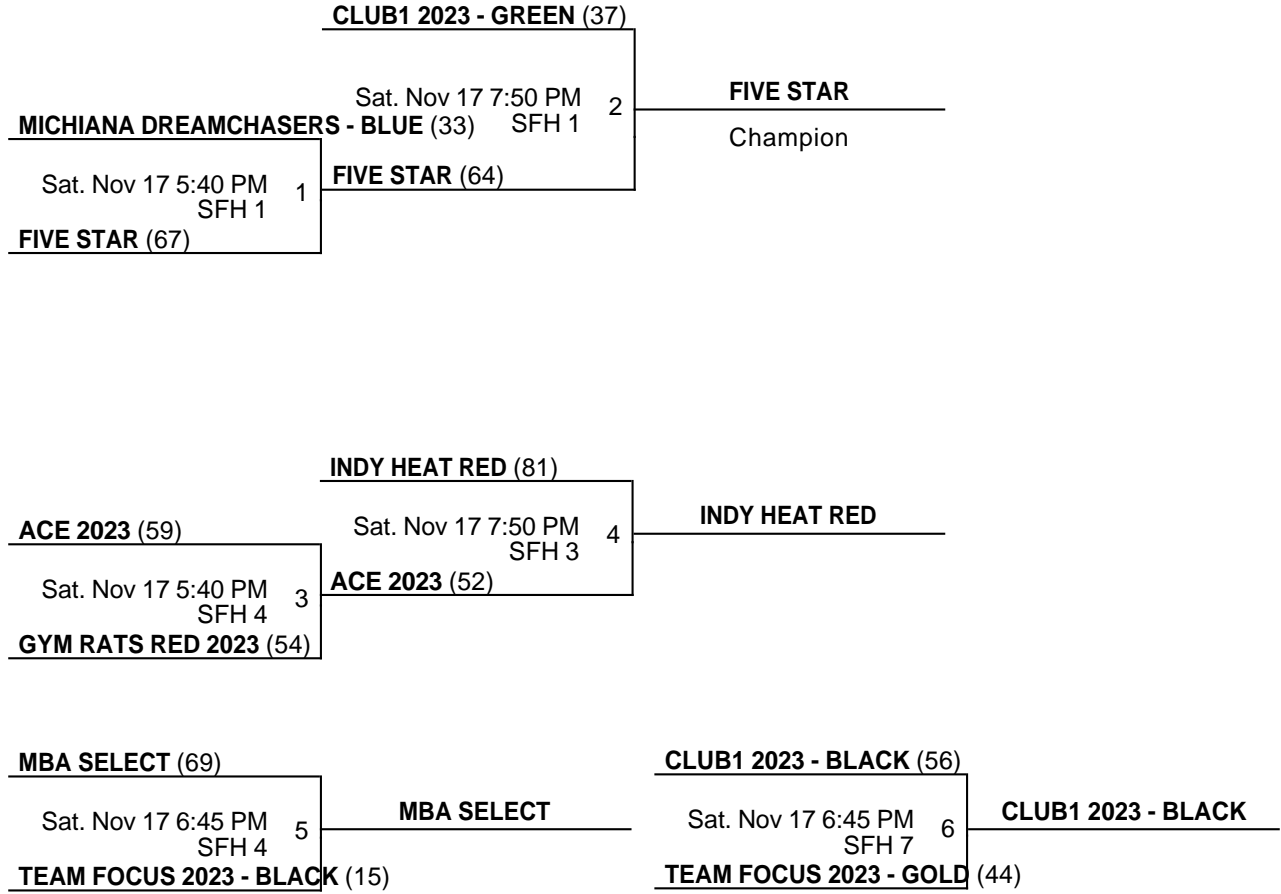 CLUB1 2023 - GREEN (37)
Sat. Nov 17 7:50 PM
SFH 1
2
FIVE STAR
Champion
MICHIANA DREAMCHASERS - BLUE (33)
Sat. Nov 17 5:40 PM
SFH 1
1
FIVE STAR (64)
FIVE STAR (67)
INDY HEAT RED (81)
Sat. Nov 17 7:50 PM
SFH 3
4
INDY HEAT RED
ACE 2023 (59)
Sat. Nov 17 5:40 PM
SFH 4
3
ACE 2023 (52)
GYM RATS RED 2023 (54)
MBA SELECT (69)
Sat. Nov 17 6:45 PM
SFH 4
5
MBA SELECT
TEAM FOCUS 2023 - BLACK (15)
CLUB1 2023 - BLACK (56)
Sat. Nov 17 6:45 PM
SFH 7
6
CLUB1 2023 - BLACK
TEAM FOCUS 2023 - GOLD (44)